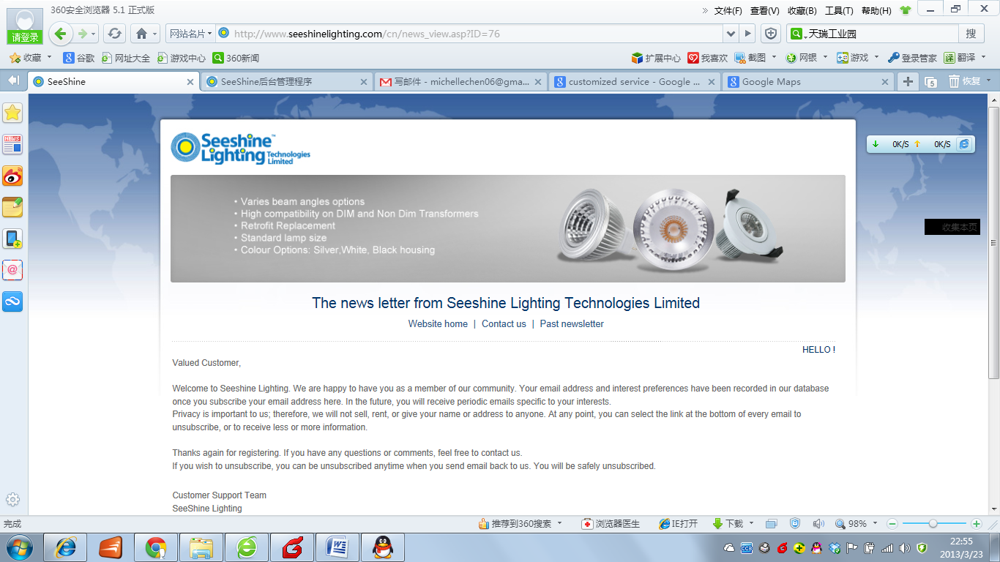 360安全浏览器 5.1 正式版
» 文件(F) 查看(V) 收藏(B) 工具(T) 帮助(H)
请登录
网站名片 http://www.seeshinelighting.com/cn/news_view.asp?ID=76 天瑞工业园 搜
收藏 谷歌 网址大全 游戏中心 360新闻 扩展中心 我喜欢 截图 网银 游戏 登录管家 译 翻译
SeeShine SeeShine后台管理程序 写邮件 - michellechen06@gma... customized service - Google ... Google Maps 5 恢复
NEWS
Seeshine™
Lighting Technologies
Limited
0K/S 0K/S
• Varies beam angles options
• High compatibility on DIM and Non Dim Transformers
• Retrofit Replacement
• Standard lamp size
• Colour Options: Silver,White, Black housing
收集本页
The news letter from Seeshine Lighting Technologies Limited
Website home | Contact us | Past newsletter
HELLO !
Valued Customer,
Welcome to Seeshine Lighting. We are happy to have you as a member of our community. Your email address and interest preferences have been recorded in our database
once you subscribe your email address here. In the future, you will receive periodic emails specific to your interests.
Privacy is important to us; therefore, we will not sell, rent, or give your name or address to anyone. At any point, you can select the link at the bottom of every email to
unsubscribe, or to receive less or more information.
Thanks again for registering. If you have any questions or comments, feel free to contact us.
If you wish to unsubscribe, you can be unsubscribed anytime when you send email back to us. You will be safely unsubscribed.
Customer Support Team
SeeShine Lighting
完成 推荐到360搜索 浏览器医生 IE打开 下载 98%
22:55
2013/3/23